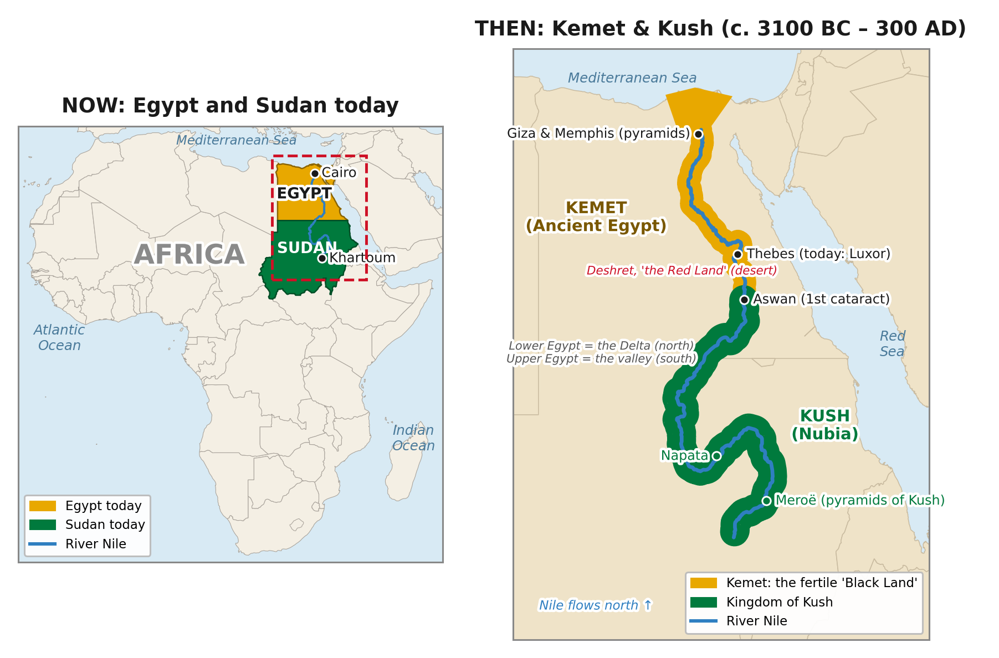 THEN: Kemet & Kush (c. 3100 BC – 300 AD)
NOW: Egypt and Sudan today
Mediterranean Sea
Cairo
EGYPT
AFRICA
SUDAN
Khartoum
Atlantic
Ocean
Indian
Ocean
Egypt today
Sudan today
River Nile
Mediterranean Sea
Giza & Memphis (pyramids)
KEMET
(Ancient Egypt)
Thebes (today: Luxor)
Deshret, 'the Red Land' (desert)
Aswan (1st cataract)
Lower Egypt = the Delta (north)
Upper Egypt = the valley (south)
Red
Sea
KUSH
(Nubia)
Napata
Meroë (pyramids of Kush)
Nile flows north ↑
Kemet: the fertile 'Black Land'
Kingdom of Kush
River Nile